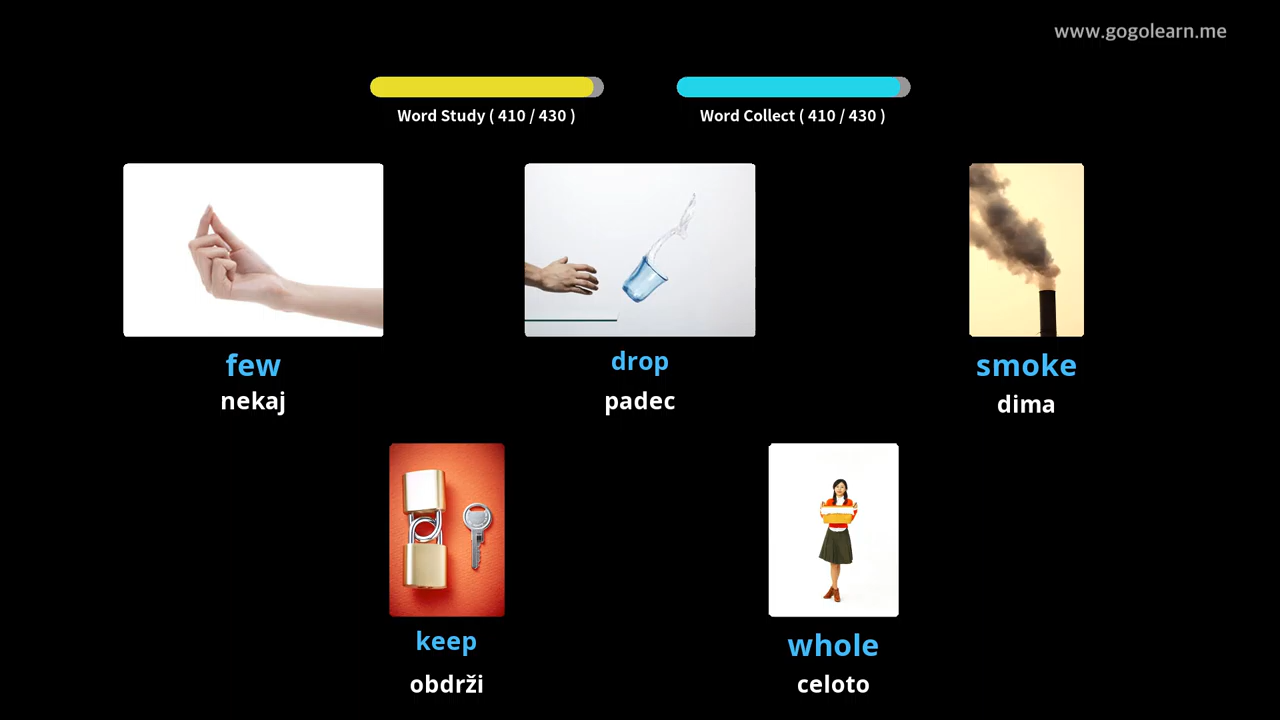 www.gogolearn.me
Word Study ( 410 / 430 )
Word Collect ( 410 / 430 )
few
nekaj
drop
padec
smoke
dima
keep
obdrži
whole
celoto